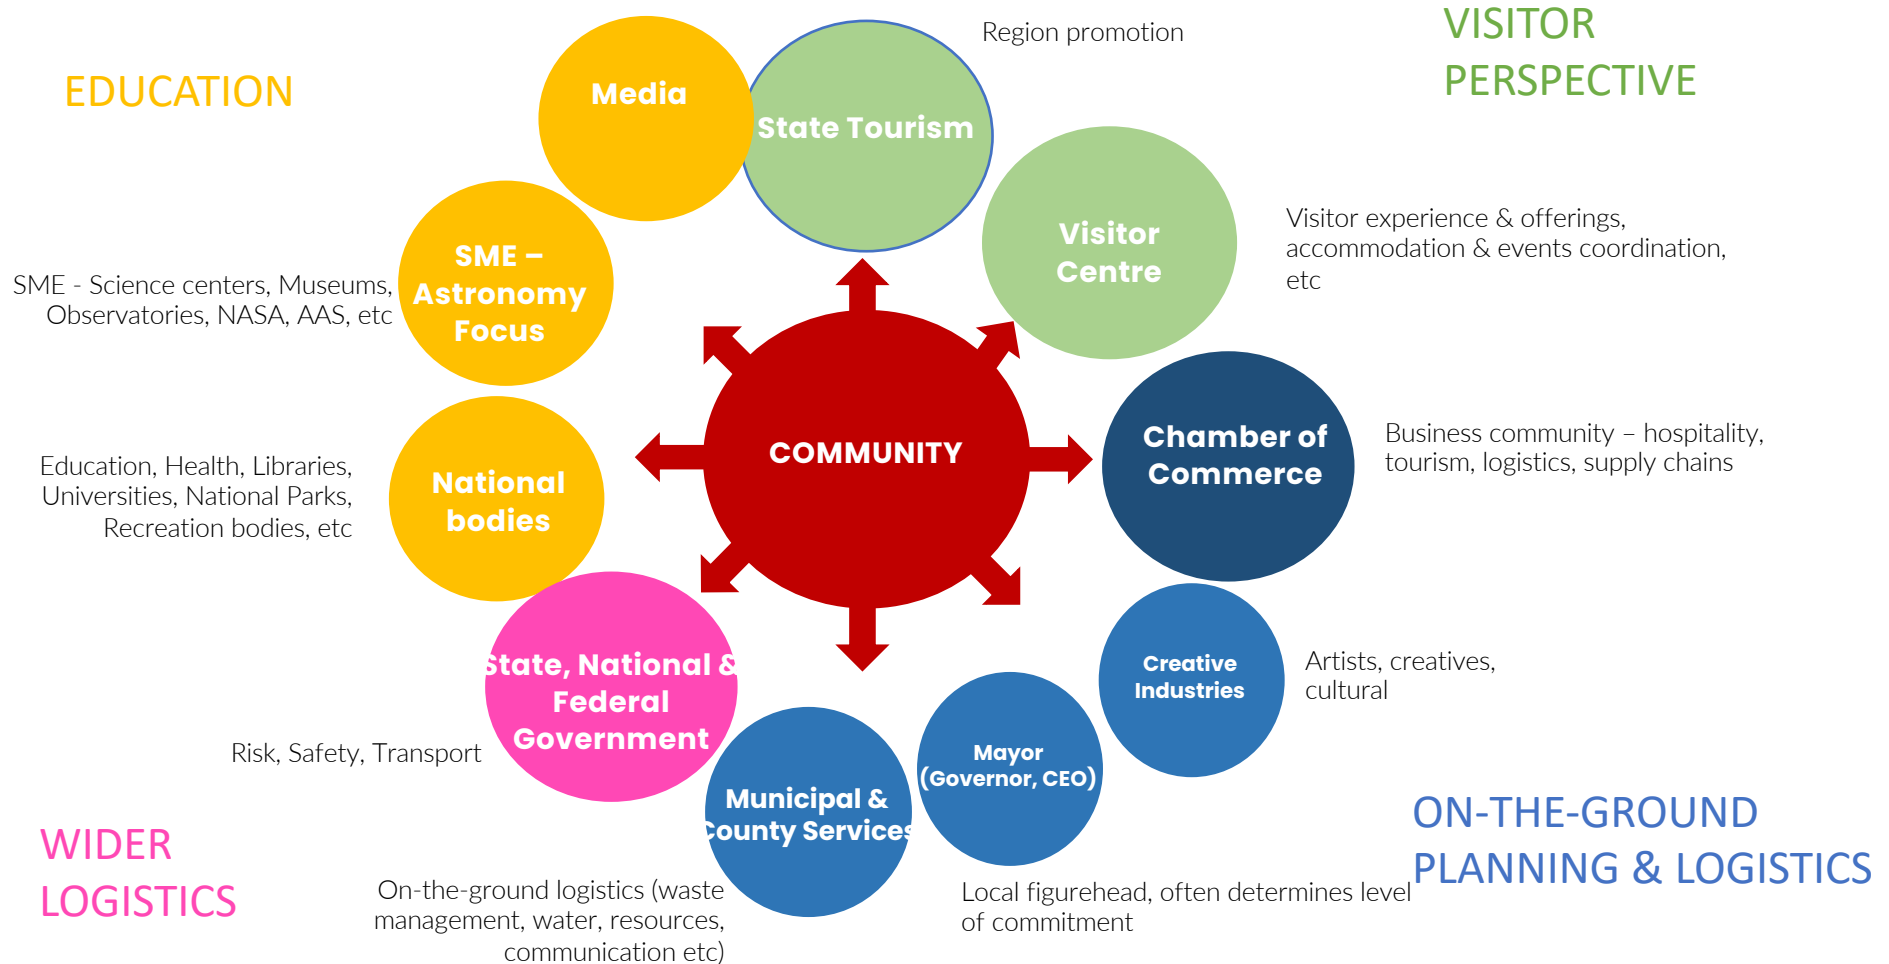 EDUCATION
Media
State Tourism
Region promotion
VISITOR
PERSPECTIVE
SME –
Astronomy
Focus
SME - Science centers, Museums,
Observatories, NASA, AAS, etc
Visitor
Centre
Visitor experience & offerings,
accommodation & events coordination,
etc
COMMUNITY
Chamber of
Commerce
Business community – hospitality,
tourism, logistics, supply chains
National
bodies
Education, Health, Libraries,
Universities, National Parks,
Recreation bodies, etc
State, National &
Federal
Government
Risk, Safety, Transport
Creative
Industries
Artists, creatives,
cultural
Mayor
(Governor, CEO)
Local figurehead, often determines level
of commitment
Municipal &
County Services
On-the-ground logistics (waste
management, water, resources,
communication etc)
WIDER
LOGISTICS
ON-THE-GROUND
PLANNING & LOGISTICS